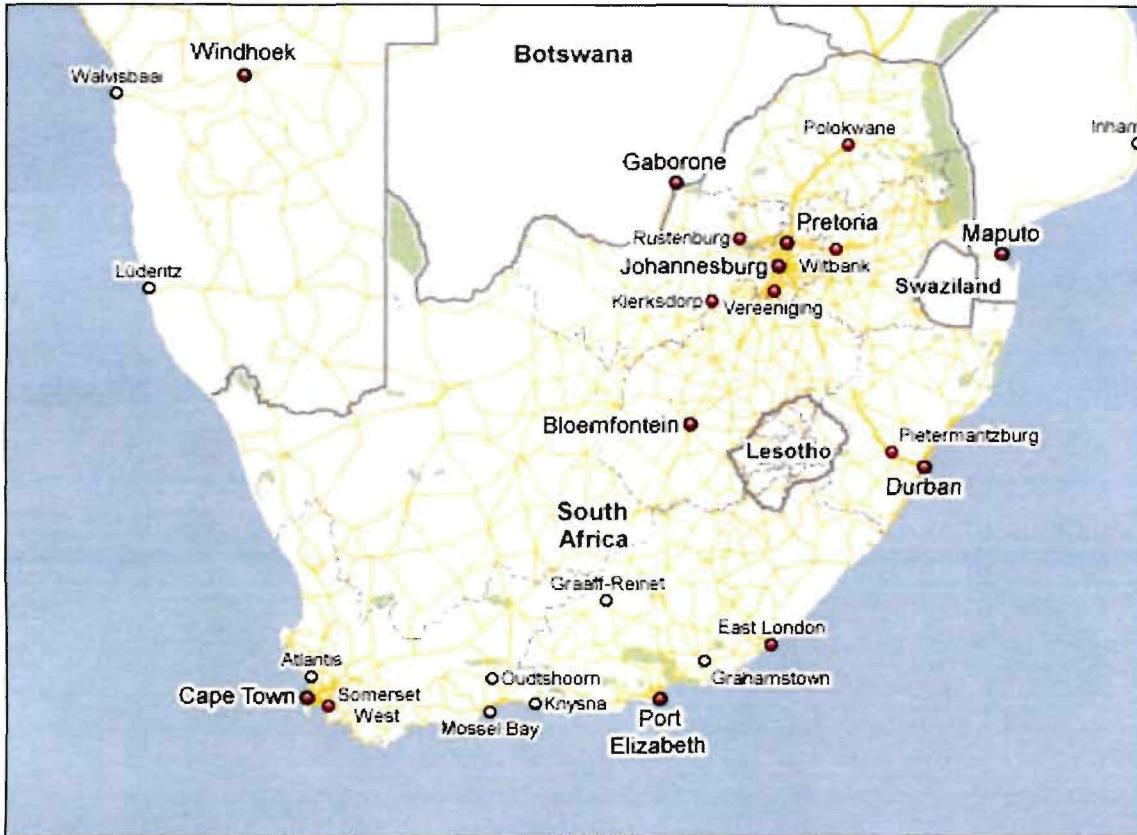 Windhoek
Walvisbaai
Botswana
Polokwane
Inham
Gaborone
Pretoria
Rustenburg
Maputo
Johannesburg
Witbank
Lüderitz
Swaziland
Klerksdorp
Vereeniging
Bloemfontein
Pietermaritzburg
Lesotho
Durban
South
Africa
Graaff-Reinet
East London
Atlantis
Oudtshoorn
Grahamstown
Cape Town
Somerset
West
Knysna
Mossel Bay
Port
Elizabeth